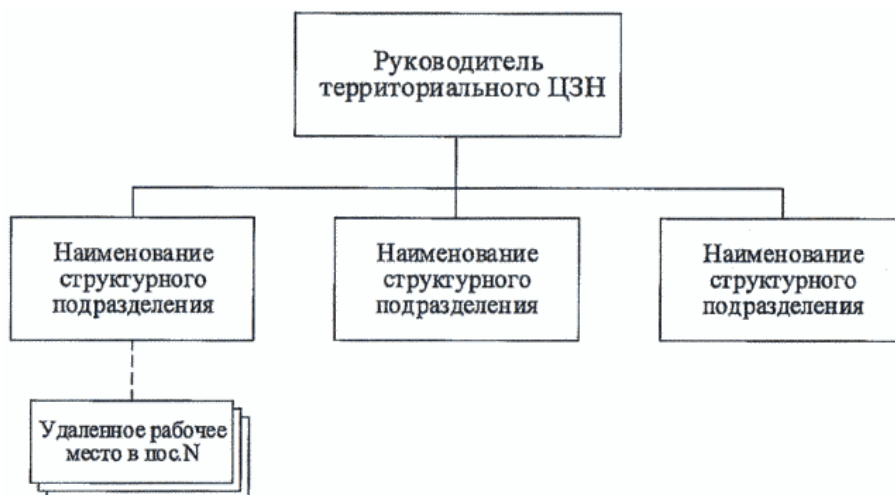 Руководитель
территориального ЦЗН
Наименование
структурного
подразделения
Наименование
структурного
подразделения
Наименование
структурного
подразделения
Удаленное рабочее
место в пос.N